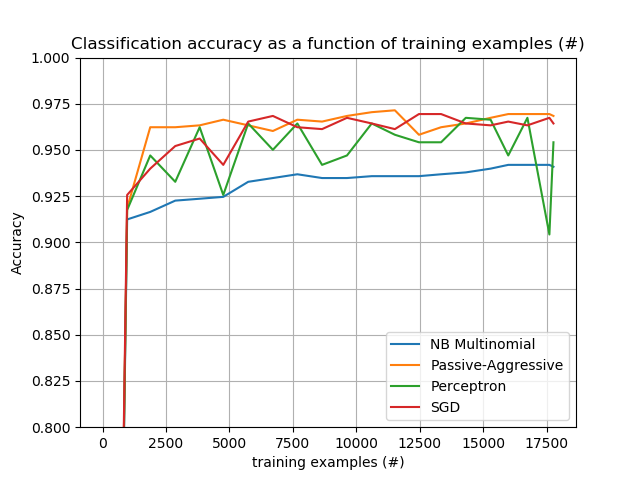 Classification accuracy as a function of training examples (#)
1.000
0.975
0.950
0.925
0.900
0.875
0.850
0.825
0.800
Accuracy
NB Multinomial
Passive-Aggressive
Perceptron
SGD
0 2500 5000 7500 10000 12500 15000 17500
training examples (#)